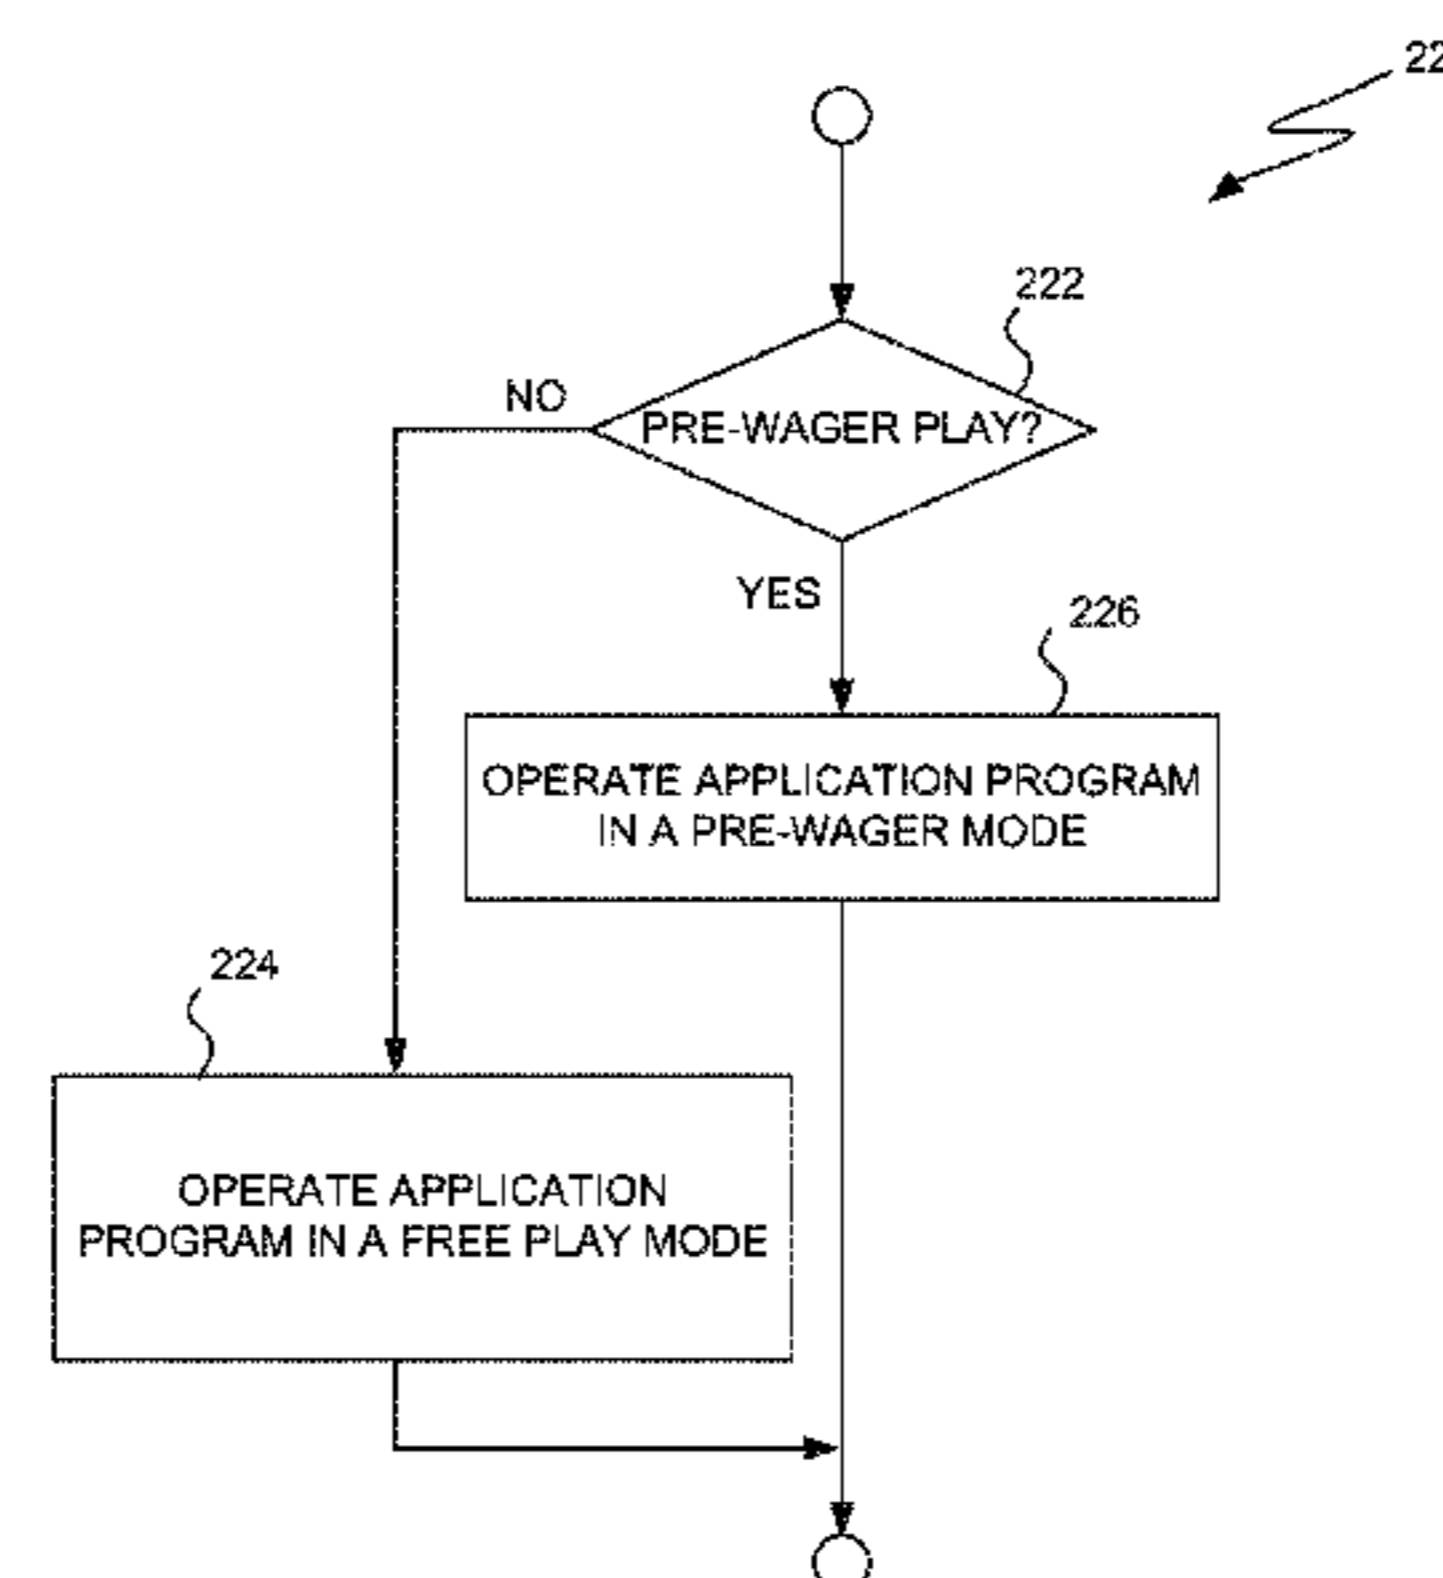 22
222
NO
PRE-WAGER PLAY?
YES
226
OPERATE APPLICATION PROGRAM
IN A PRE-WAGER MODE
224
OPERATE APPLICATION
PROGRAM IN A FREE PLAY MODE